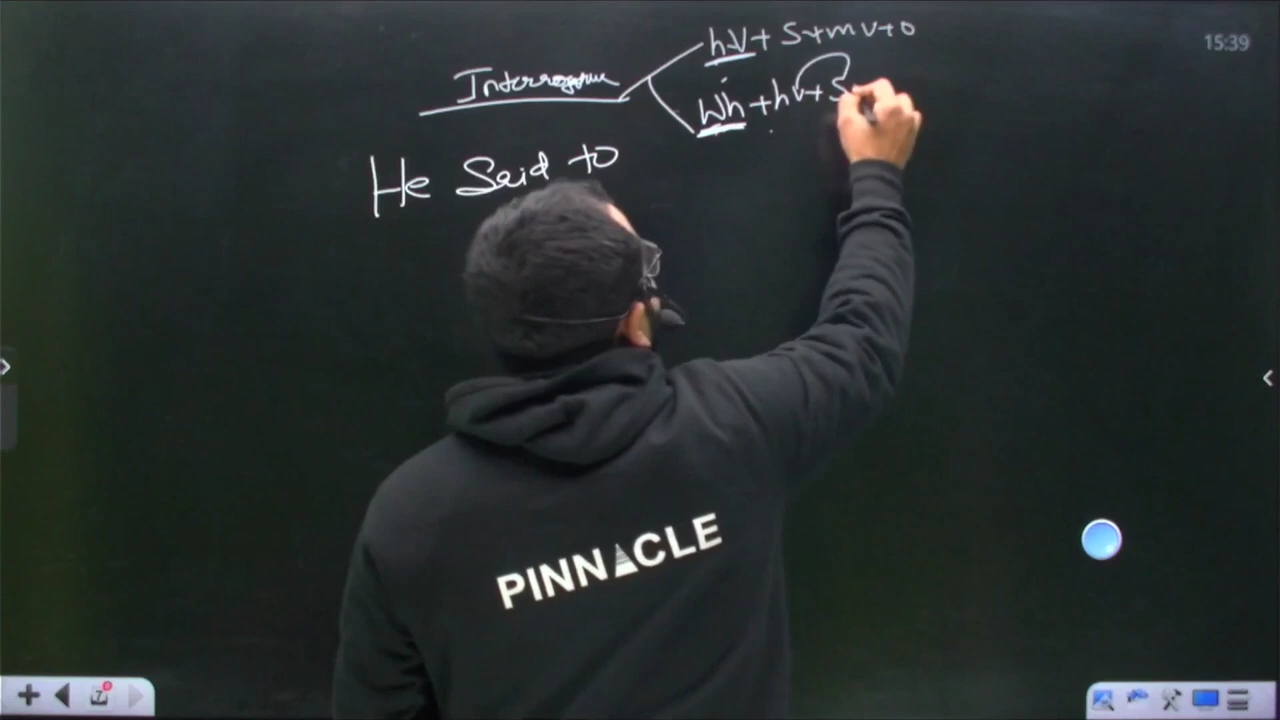 hv + S + mv + o
15:39
Interrogative
Wh + hv + S
He Said to
PINNACLE